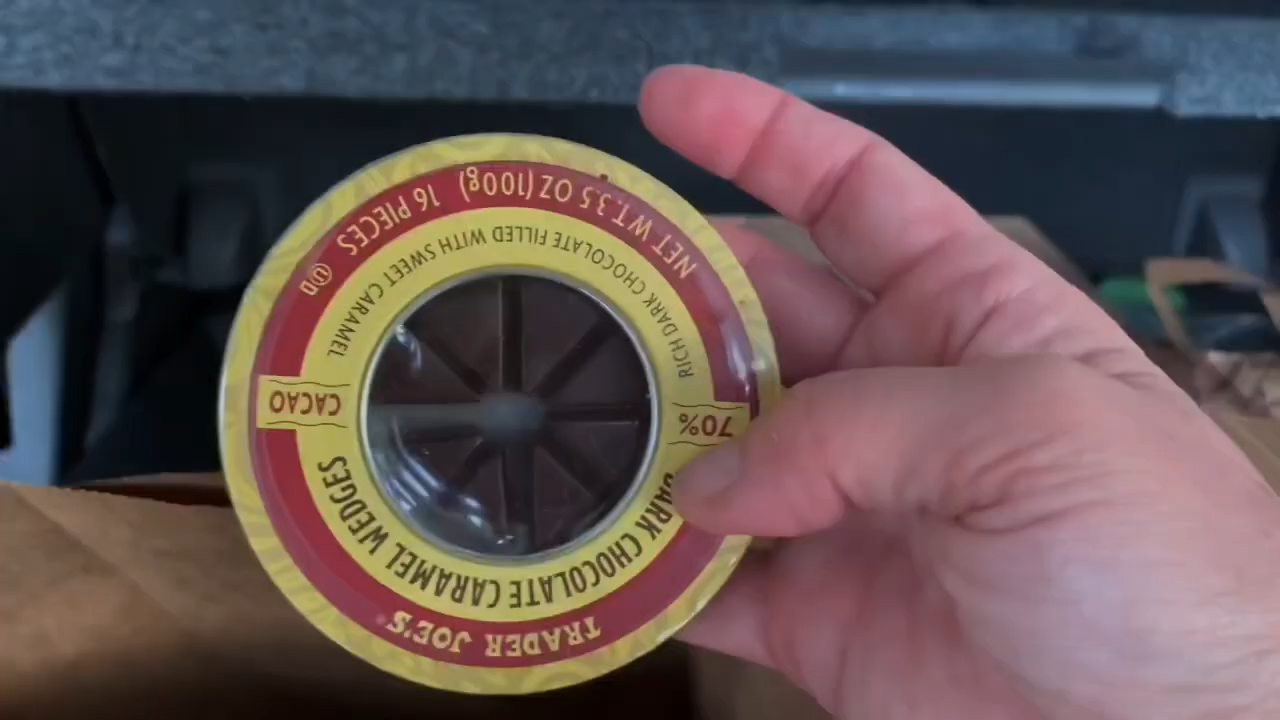 TRADER JOE'S
DARK CHOCOLATE CARAMEL WEDGES
70%
CACAO
RICH DARK CHOCOLATE FILLED WITH SWEET CARAMEL
NET WT. 3.5 OZ (100g) 16 PIECES
UD